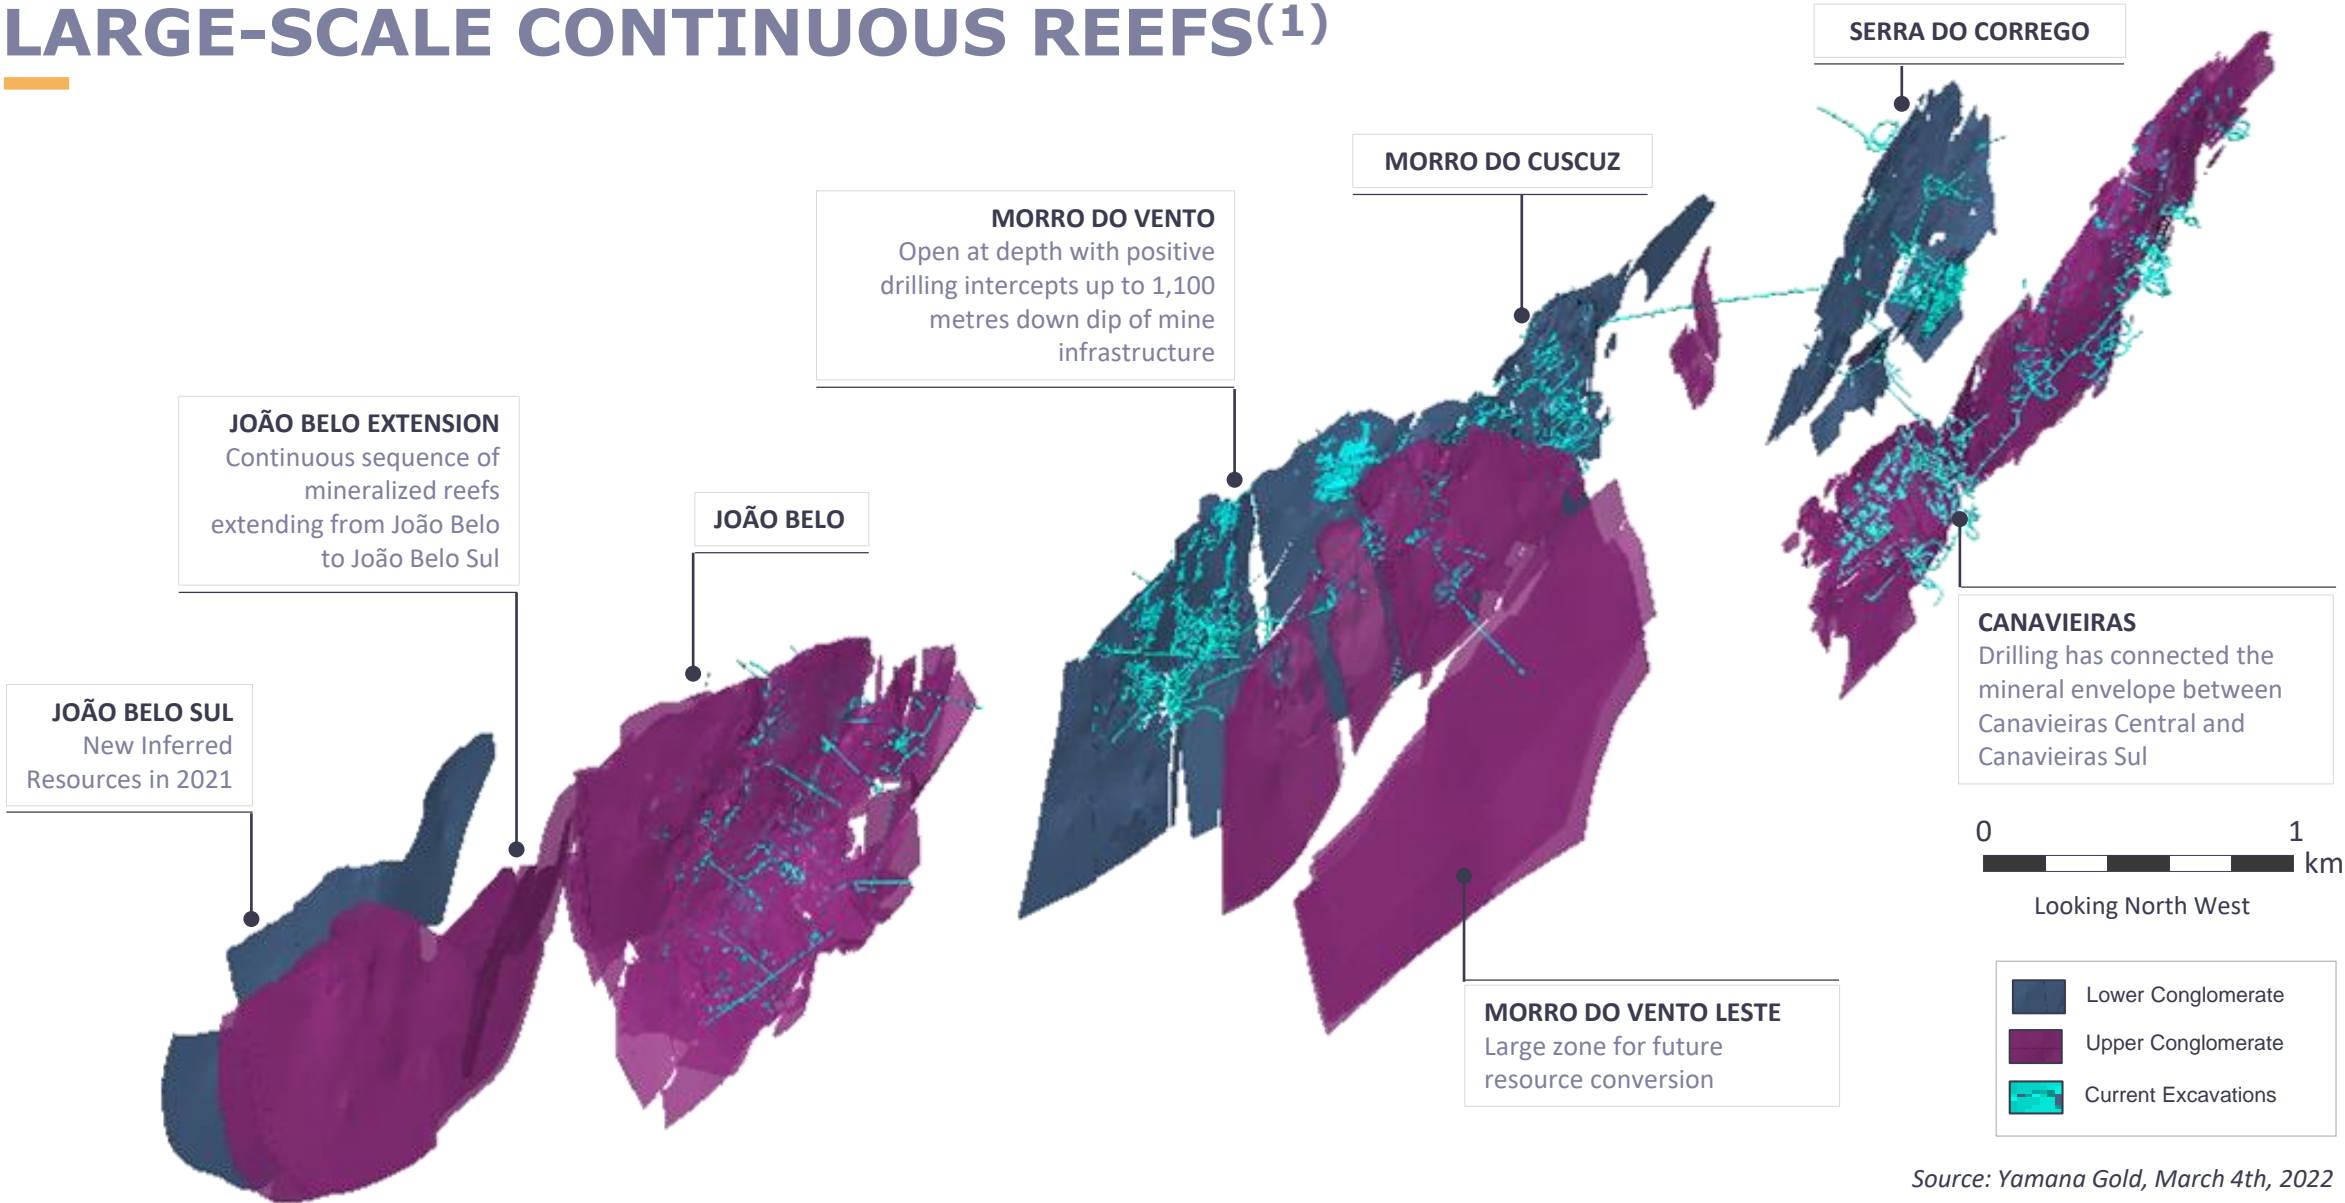 LARGE-SCALE CONTINUOUS REEFS(1)
SERRA DO CORREGO
MORRO DO CUSCUZ
MORRO DO VENTO
Open at depth with positive
drilling intercepts up to 1,100
metres down dip of mine
infrastructure
JOÃO BELO EXTENSION
Continuous sequence of
mineralized reefs
extending from João Belo
to João Belo Sul
JOÃO BELO
JOÃO BELO SUL
New Inferred
Resources in 2021
CANAVIEIRAS
Drilling has connected the
mineral envelope between
Canavieiras Central and
Canavieiras Sul
MORRO DO VENTO LESTE
Large zone for future
resource conversion
0 1
km
Looking North West
Lower Conglomerate
Upper Conglomerate
Current Excavations
Source: Yamana Gold, March 4th, 2022